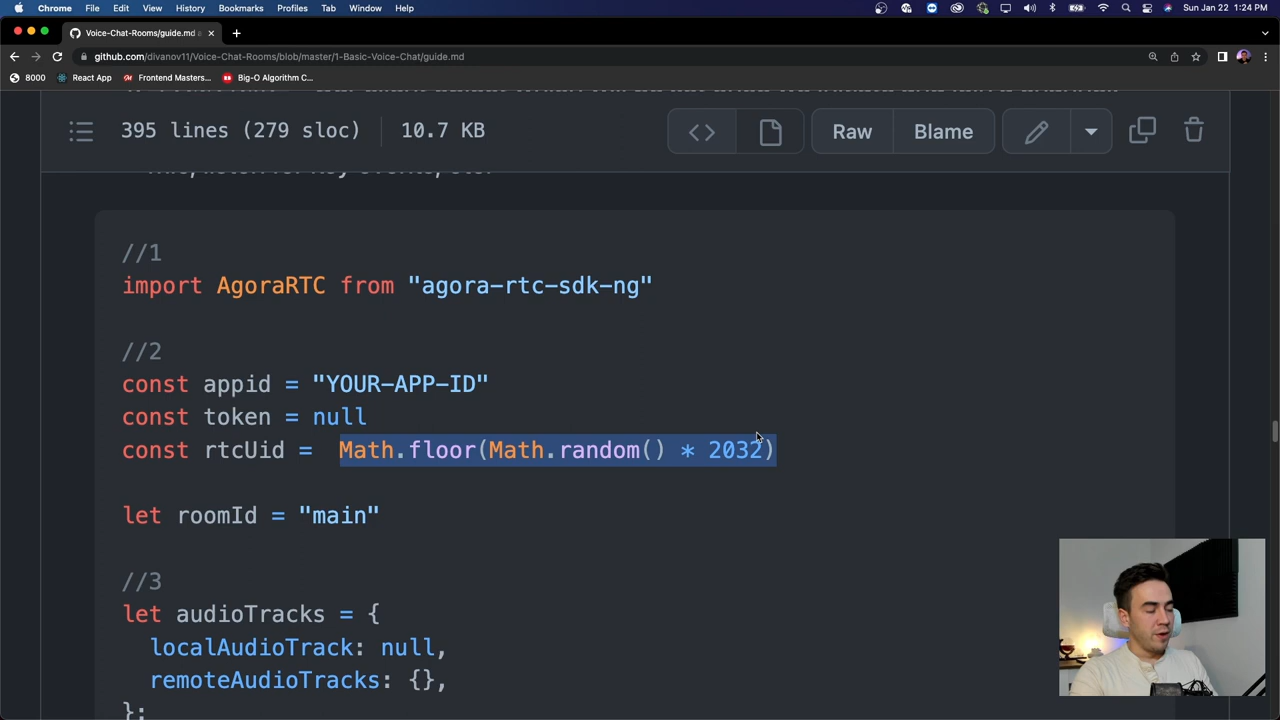 Chrome File Edit View History Bookmarks Profiles Tab Window Help Sun Jan 22 1:24 PM
Voice-Chat-Rooms/guide.md
github.com/divanov11/Voice-Chat-Rooms/blob/master/1-Basic-Voice-Chat/guide.md
8000 React App Frontend Masters... Big-O Algorithm C...
395 lines (279 sloc) 10.7 KB <> Raw Blame
//1
import AgoraRTC from "agora-rtc-sdk-ng"
//2
const appid = "YOUR-APP-ID"
const token = null
const rtcUid = Math.floor(Math.random() * 2032)
let roomId = "main"
//3
let audioTracks = {
localAudioTrack: null,
remoteAudioTracks: {},
};